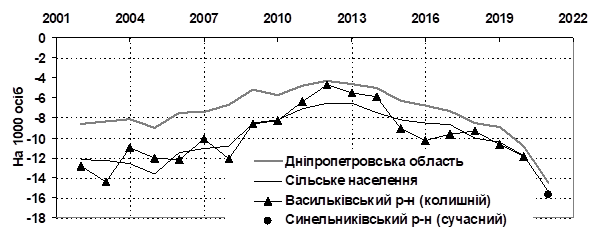 2001 2004 2007 2010 2013 2016 2019 2022
0
-2
-4
-6
-8
-10
-12
-14
-16
-18
На 1000 осіб
Дніпропетровська область
Сільське населення
Васильківський р-н (колишній)
Синельниківський р-н (сучасний)